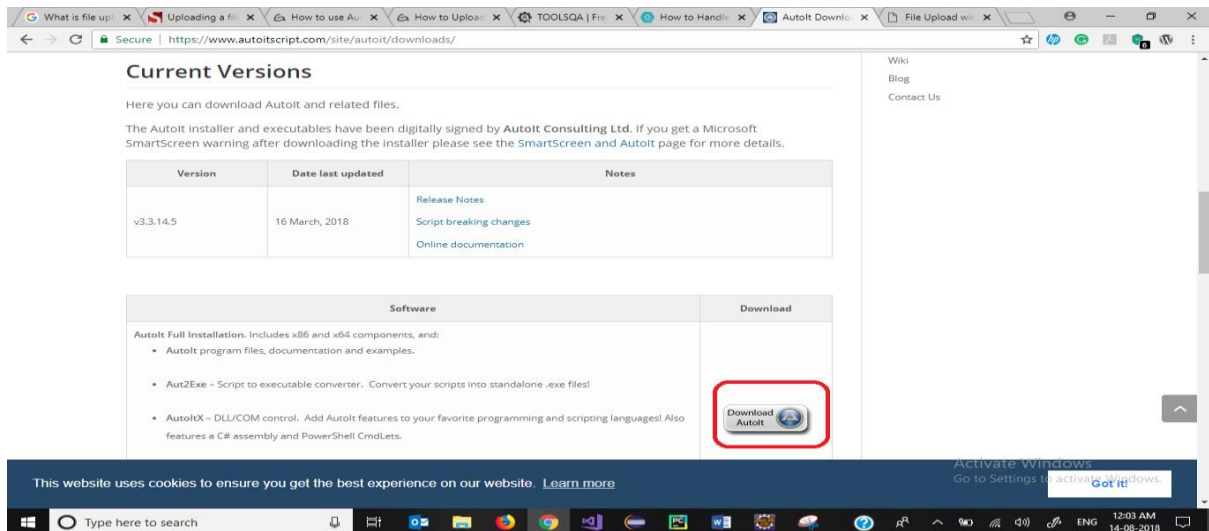 What is file upl
Uploading a fil
How to use Au
How to Upload
TOOLSQA | Fre
How to Handle
AutoIt Downlo
File Upload wi
Secure | https://www.autoitscript.com/site/autoit/downloads/
6
Current Versions
Here you can download AutoIt and related files.
The AutoIt installer and executables have been digitally signed by AutoIt Consulting Ltd. If you get a Microsoft
SmartScreen warning after downloading the installer please see the SmartScreen and AutoIt page for more details.
Wiki
Blog
Contact Us
Version Date last updated Notes
Release Notes
v3.3.14.5 16 March, 2018 Script breaking changes
Online documentation
Software Download
AutoIt Full Installation. Includes x86 and x64 components, and:
• AutoIt program files, documentation and examples.
• Aut2Exe – Script to executable converter. Convert your scripts into standalone .exe files!
• AutoItX – DLL/COM control. Add AutoIt features to your favorite programming and scripting languages! Also
features a C# assembly and PowerShell CmdLets.
Download
AutoIt
This website uses cookies to ensure you get the best experience on our website. Learn more
Activate Windows
Go to Settings to activate Windows.
Got it!
Type here to search
ENG
12:03 AM
14-08-2018